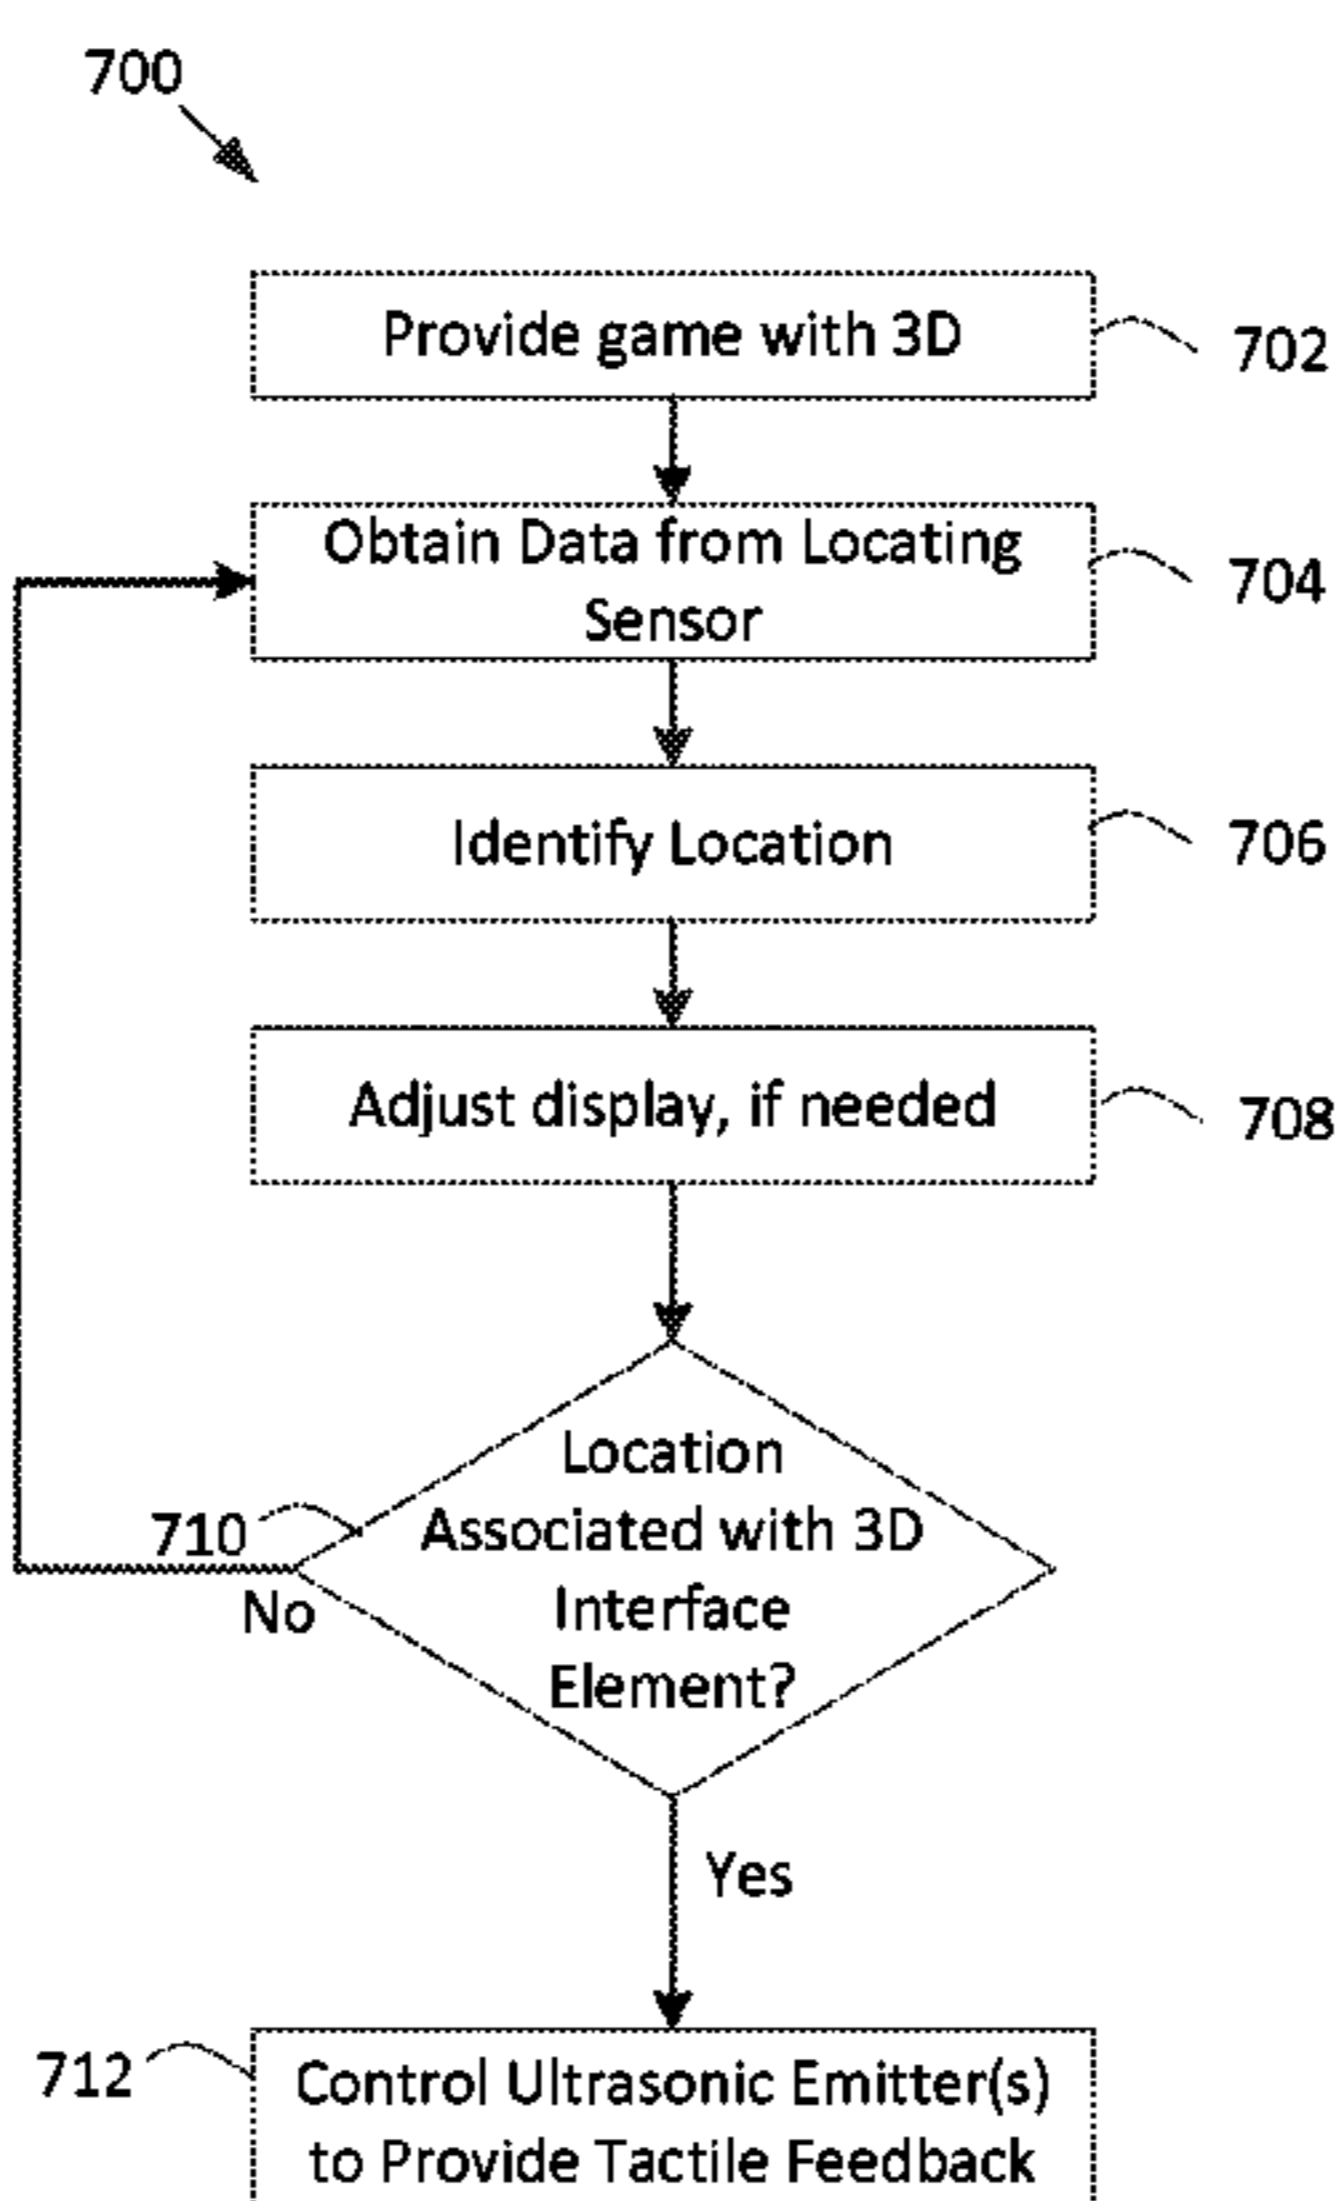 700
Provide game with 3D
702
Obtain Data from Locating
Sensor
704
Identify Location
706
Adjust display, if needed
708
Location
Associated with 3D
Interface
Element?
710
No
Yes
712
Control Ultrasonic Emitter(s)
to Provide Tactile Feedback